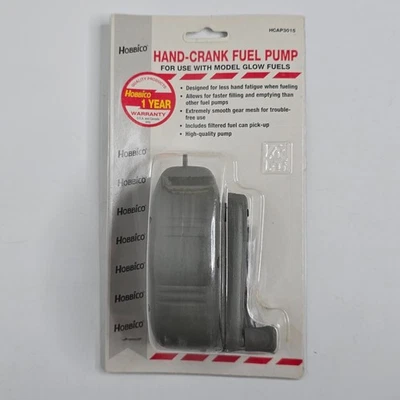 HCAP3015
HOBBICO
HAND-CRANK FUEL PUMP
FOR USE WITH MODEL GLOW FUELS
• Designed for less hand fatigue when fueling
• Allows for faster filling and emptying than
other fuel pumps
• Extremely smooth gear mesh for trouble-
free use
• Includes filtered fuel can pick-up
• High-quality pump
QUALITY PRODUCTS
HOBBICO
1 YEAR
WARRANTY
HOBBICO
HOBBICO
HOBBICO
HOBBICO
HOBBICO
HOBBICO
HOBBICO